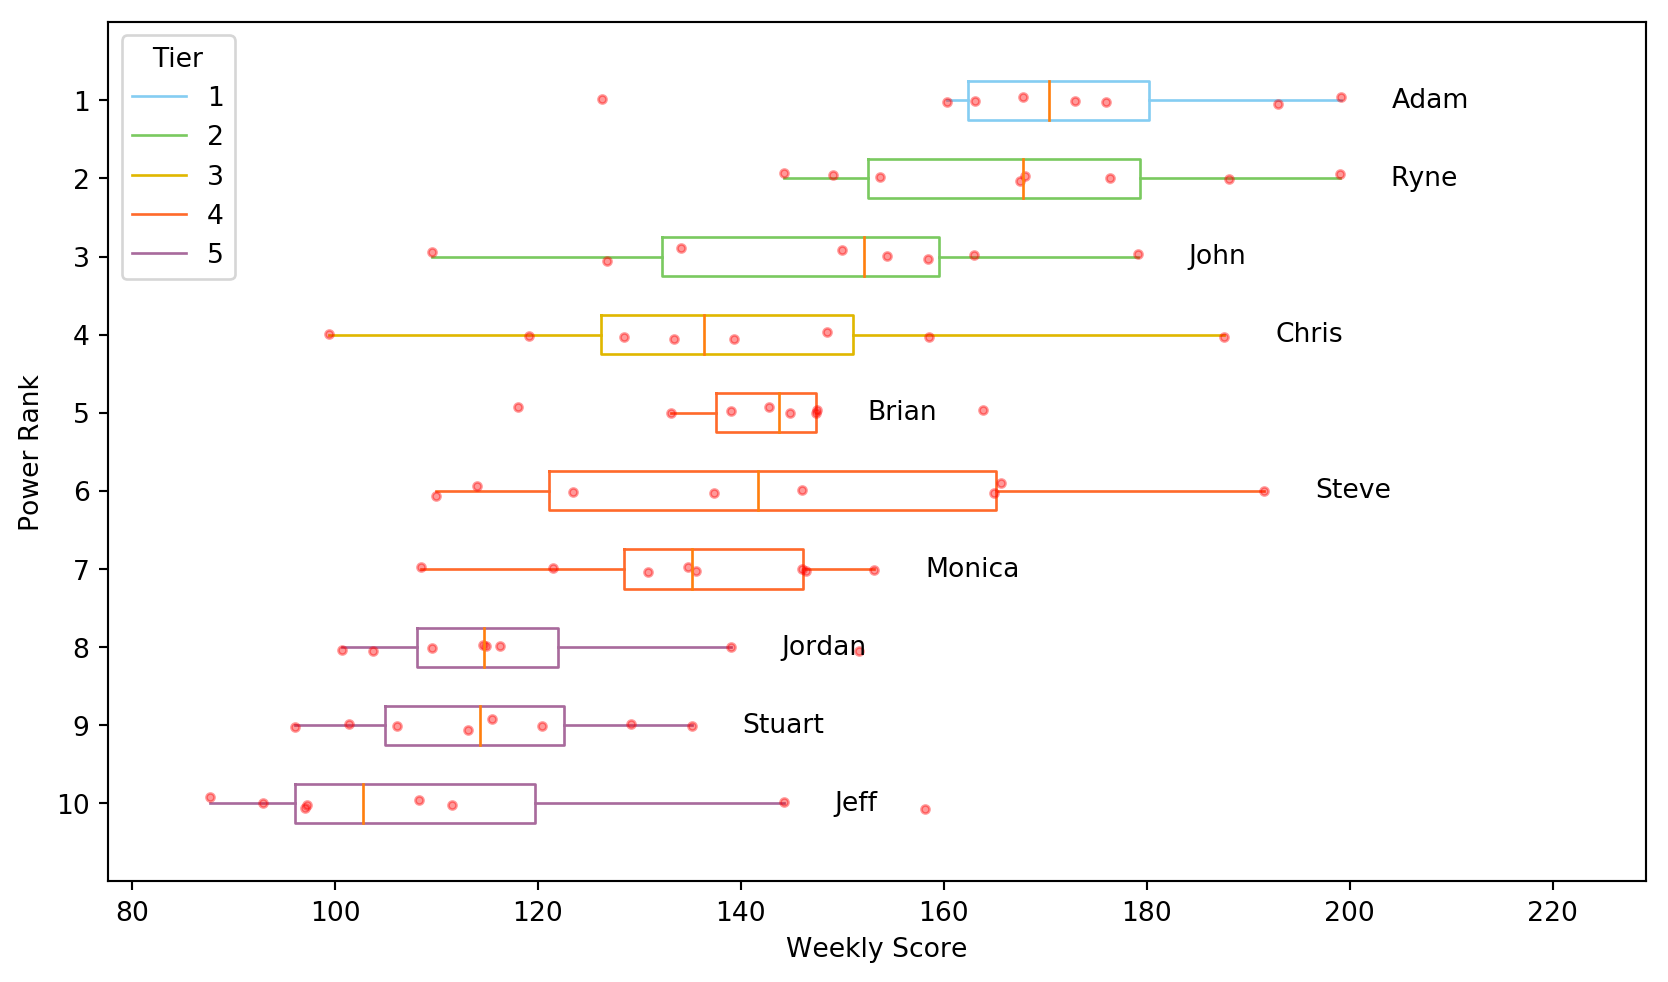 Tier
1
2
3
4
5
Power Rank
1 Adam
2 Ryne
3 John
4 Chris
5 Brian
6 Steve
7 Monica
8 Jordan
9 Stuart
10 Jeff
80 100 120 140 160 180 200 220
Weekly Score